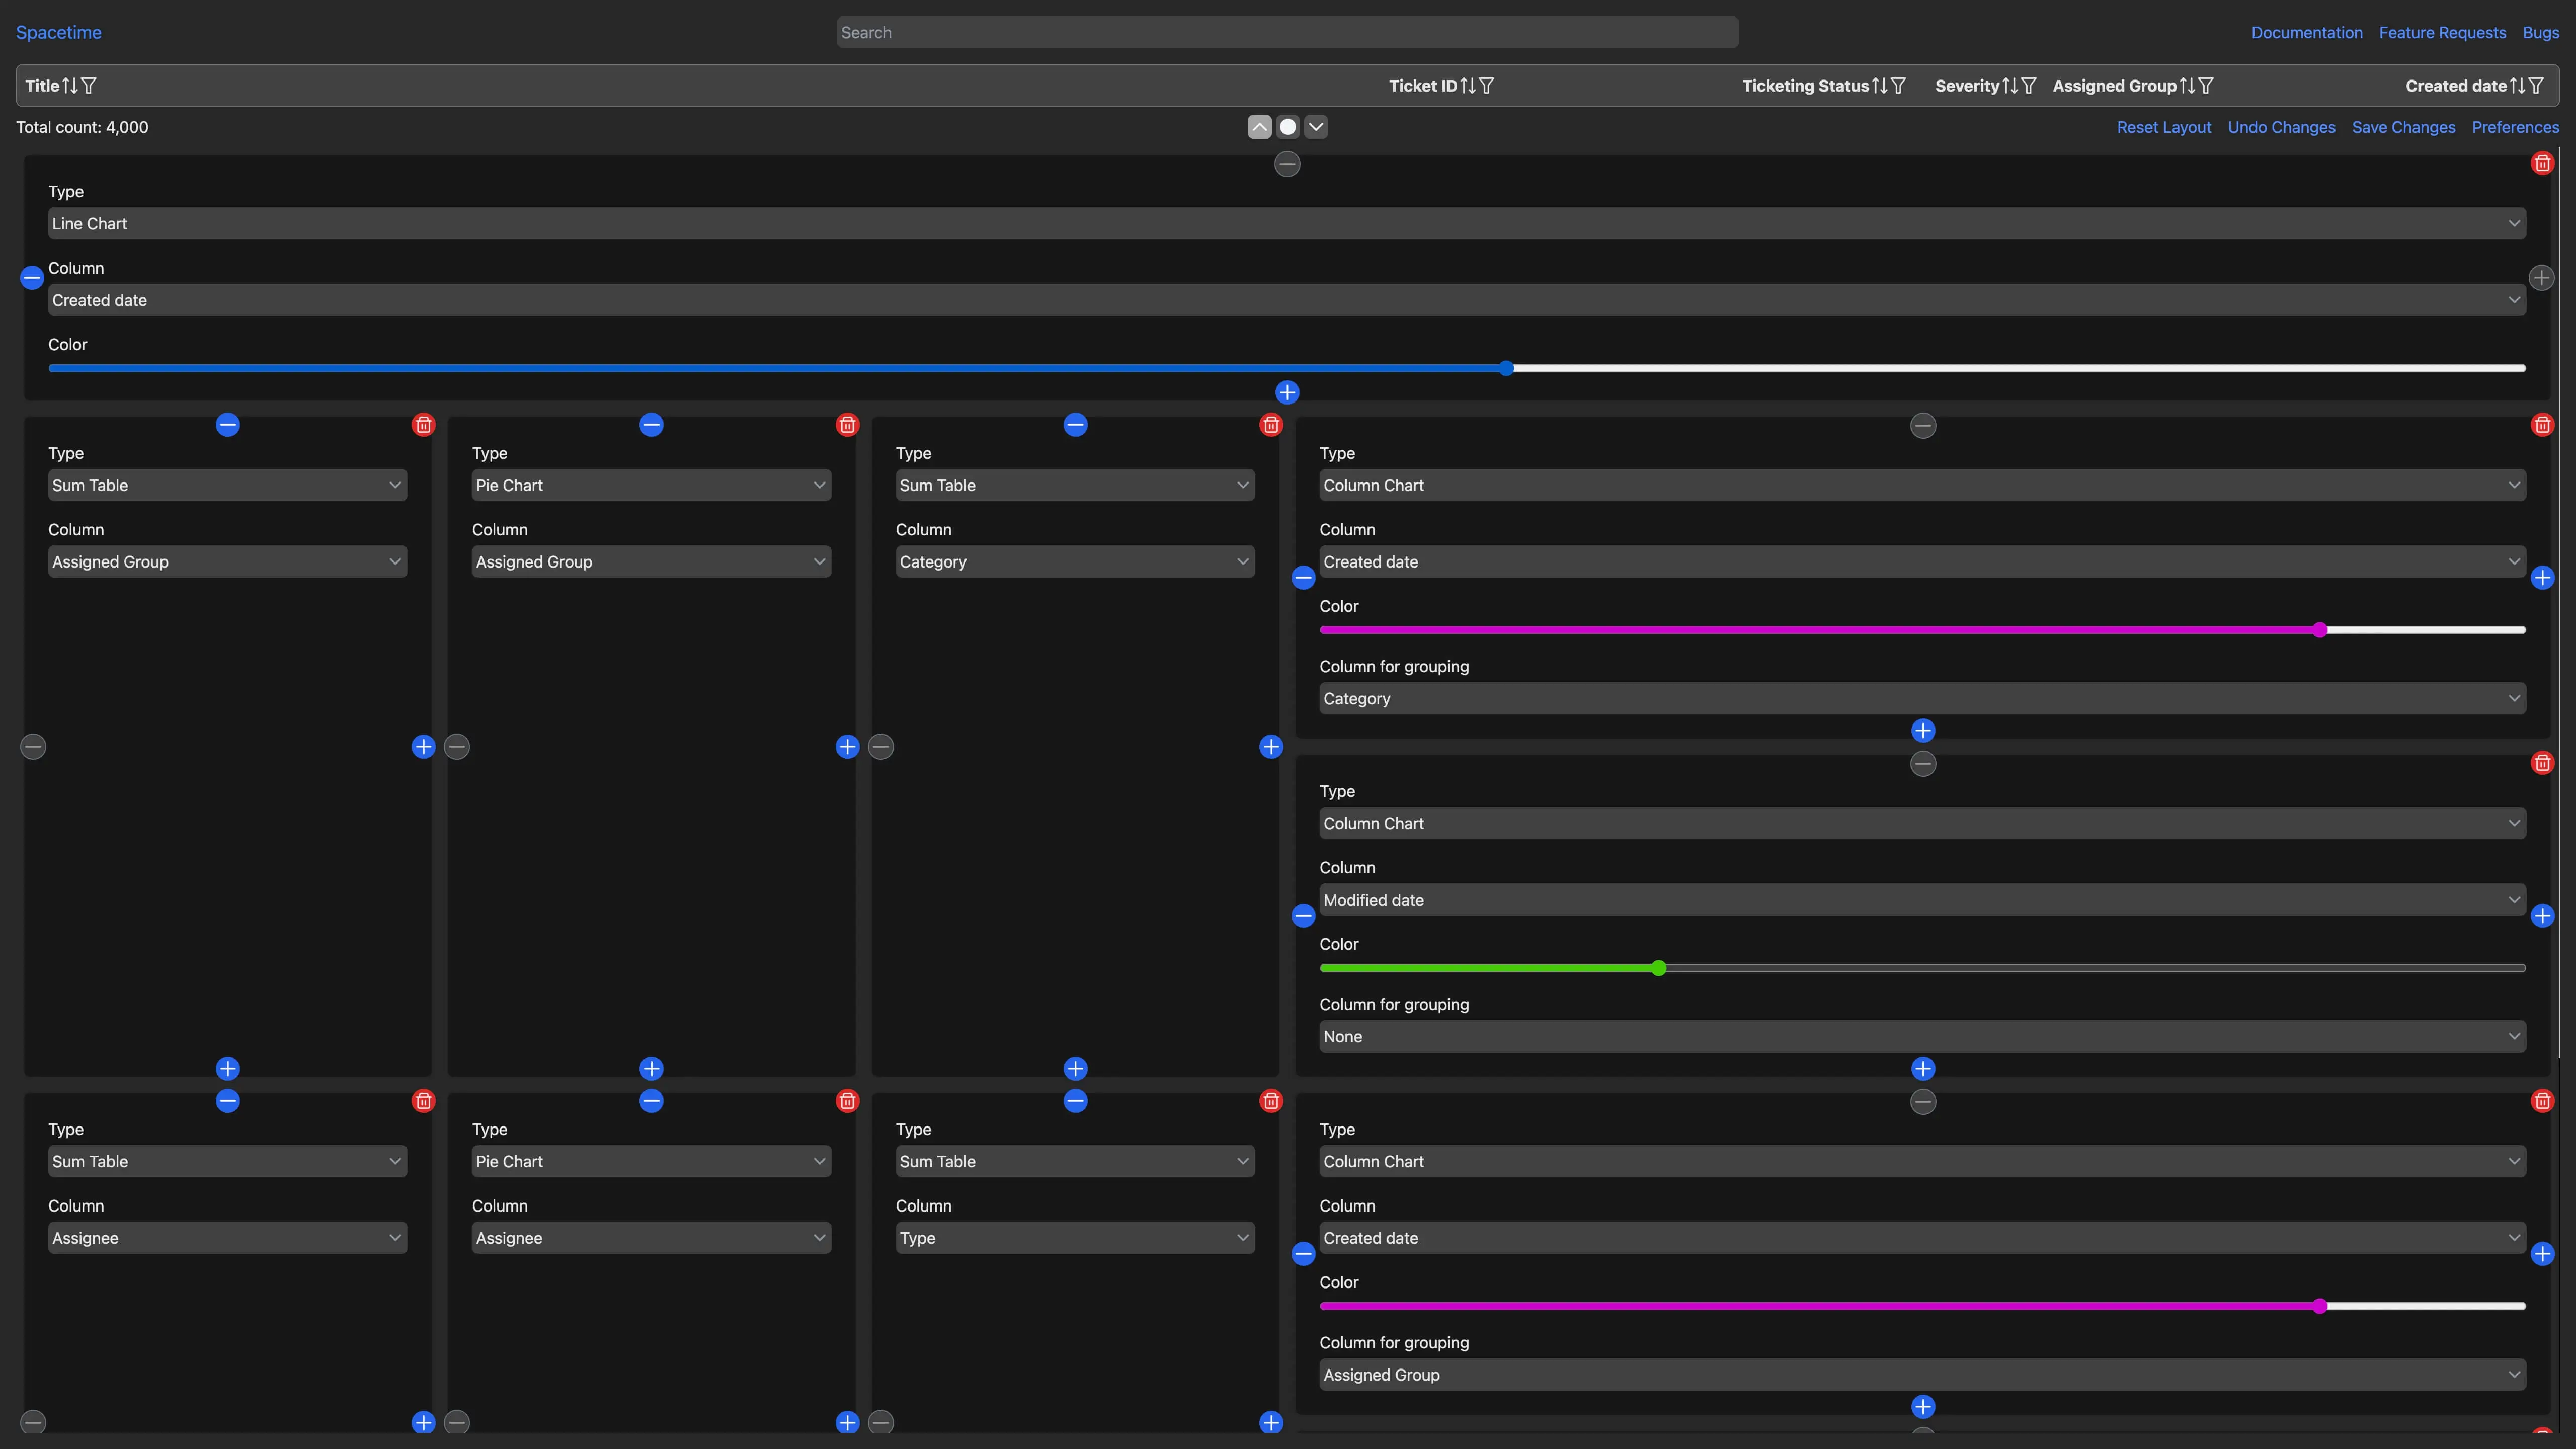 Spacetime
Search
Documentation Feature Requests Bugs
Title Ticket ID Ticketing Status Severity Assigned Group Created date
Total count: 4,000
Reset Layout Undo Changes Save Changes Preferences
Type
Line Chart
Column
Created date
Color
Type
Sum Table
Column
Assigned Group
Type
Pie Chart
Column
Assigned Group
Type
Sum Table
Column
Category
Type
Column Chart
Column
Created date
Color
Column for grouping
Category
Type
Column Chart
Column
Modified date
Color
Column for grouping
None
Type
Sum Table
Column
Assignee
Type
Pie Chart
Column
Assignee
Type
Sum Table
Column
Type
Type
Column Chart
Column
Created date
Color
Column for grouping
Assigned Group